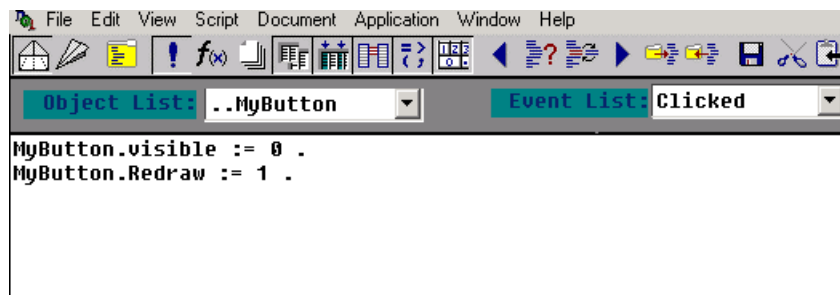 File Edit View Script Document Application Window Help
! f(x) ?
Object List: ..MyButton Event List: Clicked
MyButton.visible := 0 .
MyButton.Redraw := 1 .